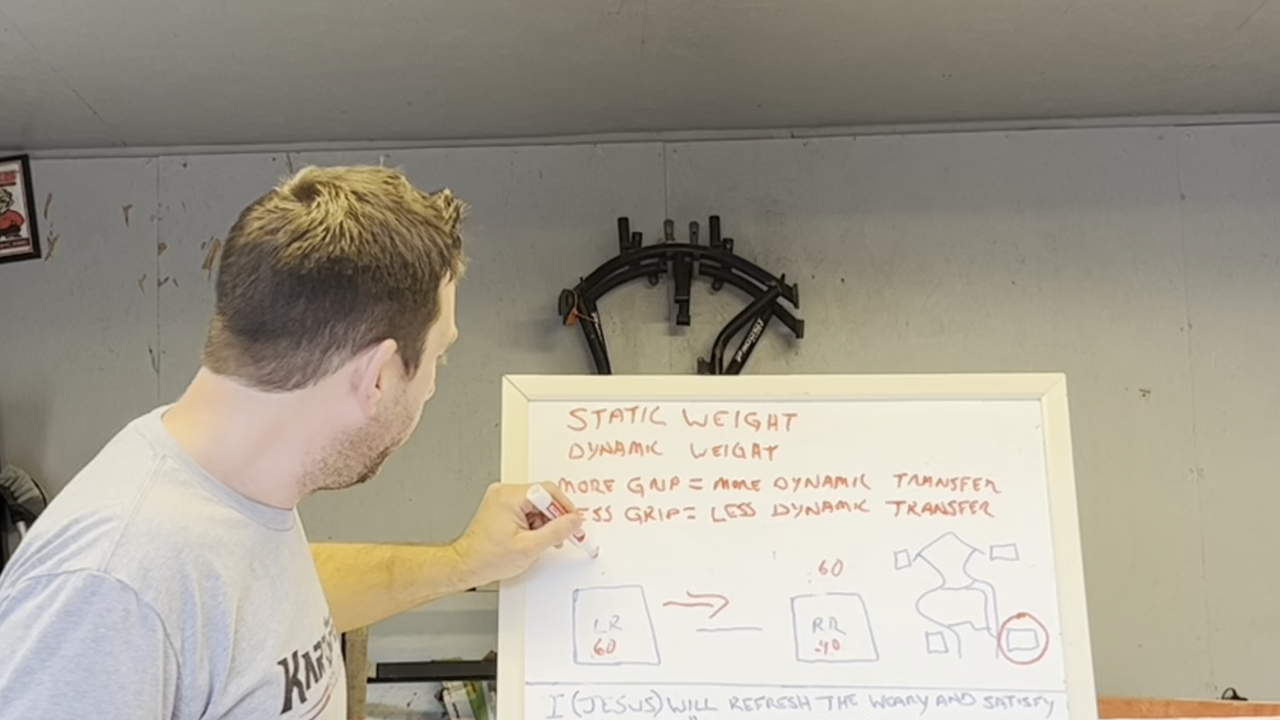 STATIC WEIGHT
DYNAMIC WEIGHT
MORE GRIP = MORE DYNAMIC TRANSFER
LESS GRIP = LESS DYNAMIC TRANSFER
60
LR
60
RR
40
I (JESUS) WILL REFRESH THE WEARY AND SATISFY